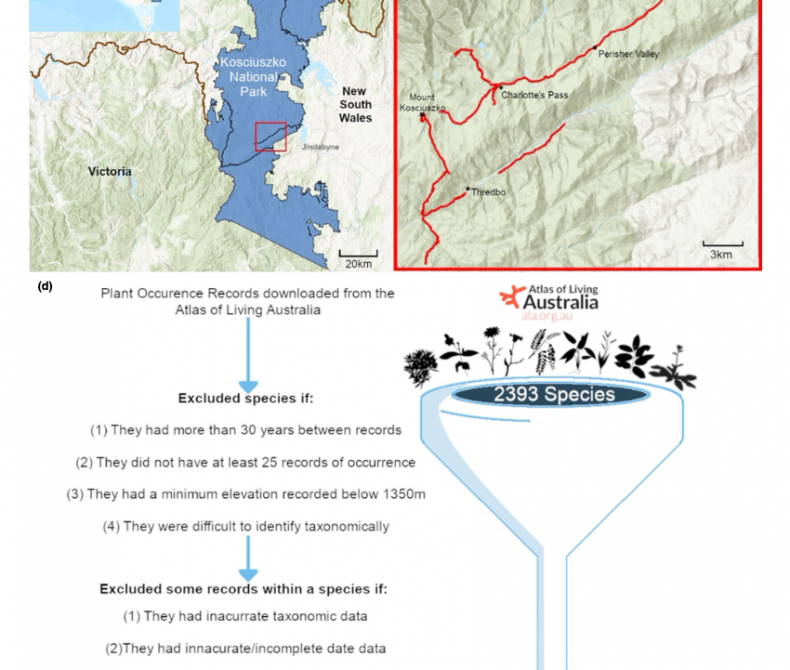 Kosciuszko
National
Park
New
South
Wales
Jindebyne
Victoria
20km
Perisher Valley
Charlotte's Pass
Mount
Kosciuszko
Thredbo
3km
(d)
Plant Occurence Records downloaded from the
Atlas of Living Australia
Excluded species if:
(1) They had more than 30 years between records
(2) They did not have at least 25 records of occurrence
(3) They had a minimum elevation recorded below 1350m
(4) They were difficult to identify taxonomically
Excluded some records within a species if:
(1) They had inacurrate taxonomic data
(2)They had innacurate/incomplete date data
Atlas of Living
Australia
ala.org.au
2393 Species